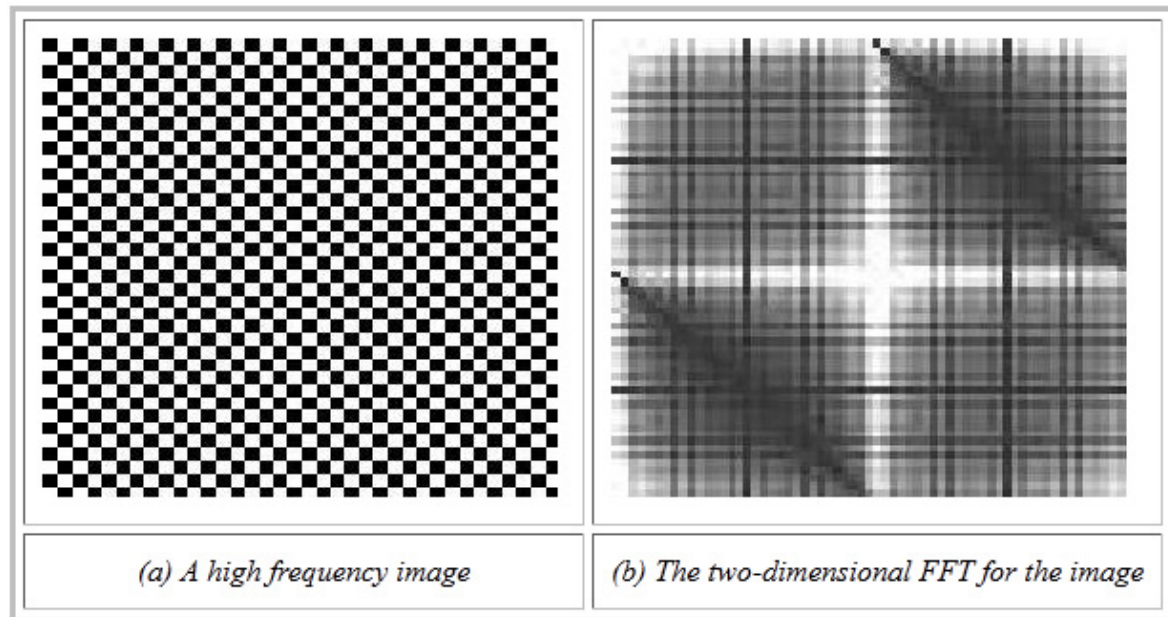 (a) A high frequency image
(b) The two-dimensional FFT for the image